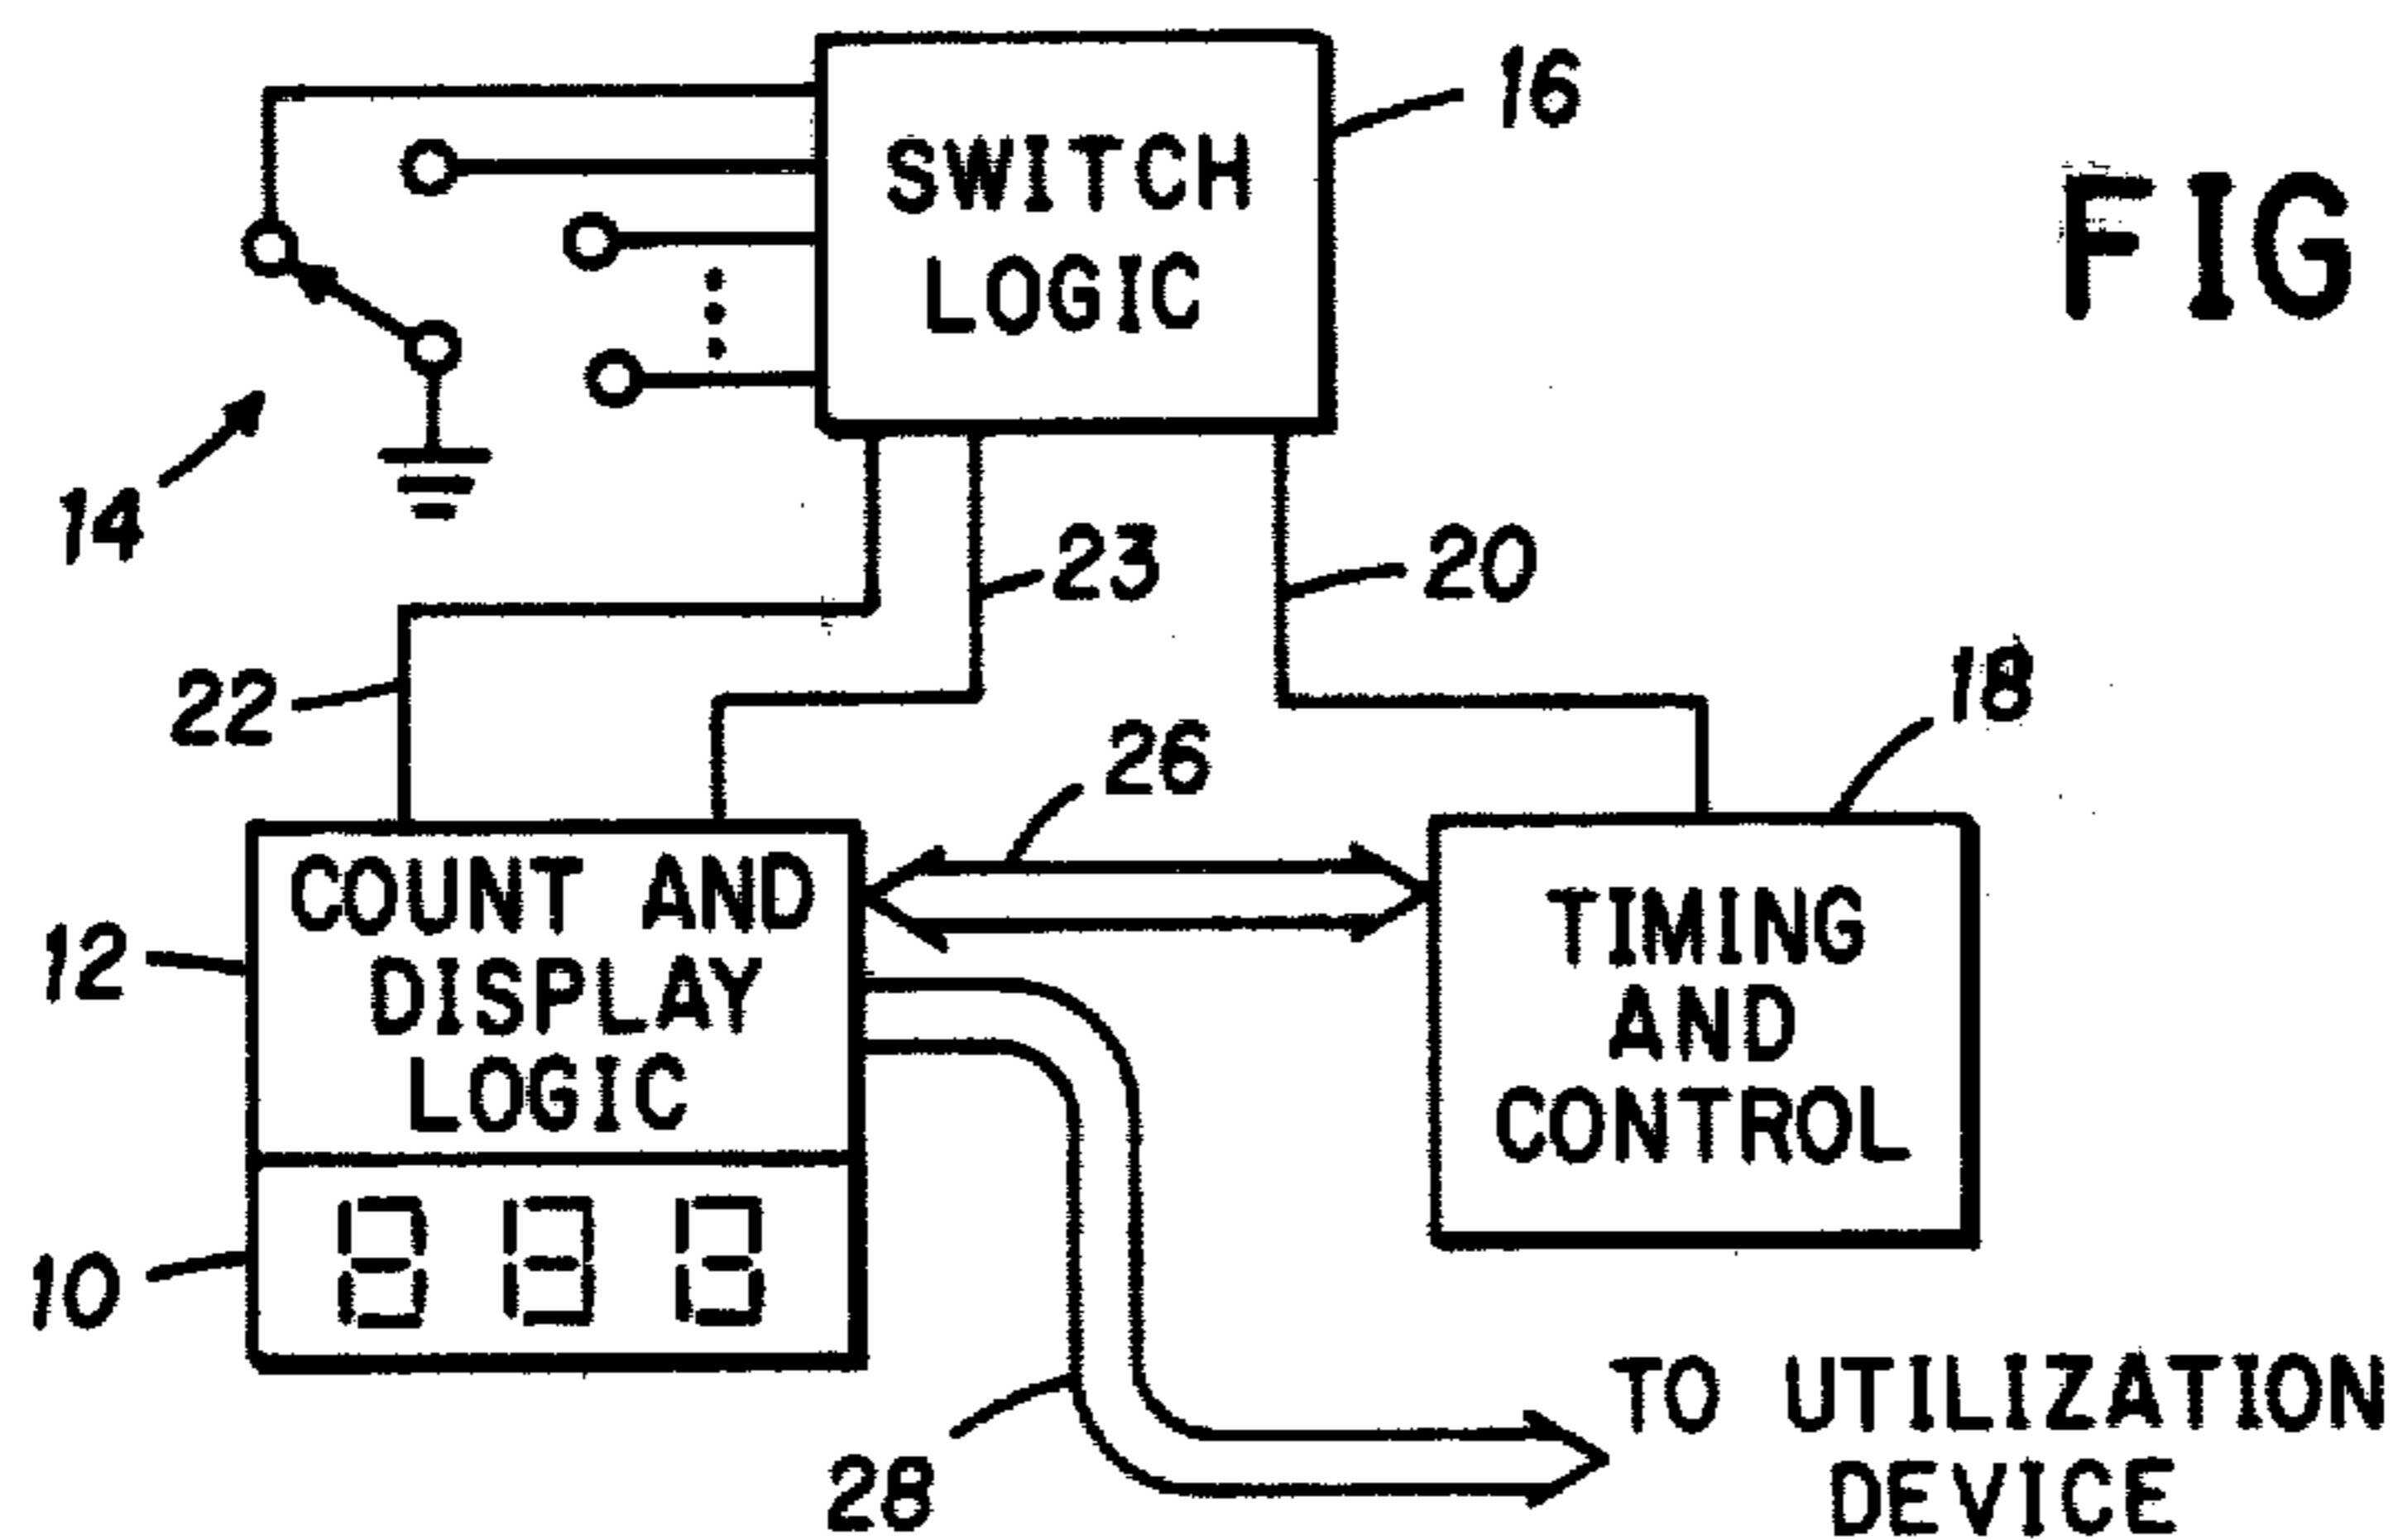 16
SWITCH
LOGIC
FIG
14
23
20
22
26
18
12
COUNT AND
DISPLAY
LOGIC
TIMING
AND
CONTROL
10
888
28
TO UTILIZATION
DEVICE